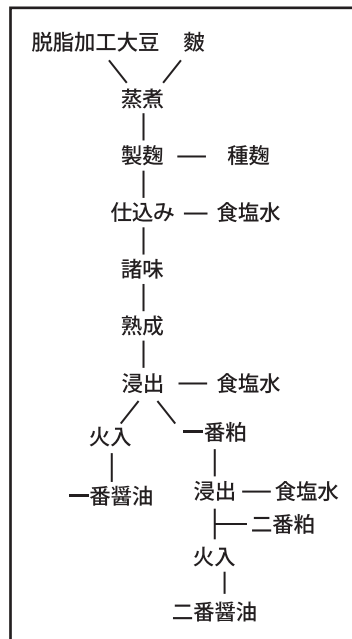 脱脂加工大豆 麩
蒸煮
製麹 種麹
仕込み 食塩水
諸味
熟成
浸出 食塩水
火入 一番粕
一番醤油
浸出 食塩水
二番粕
火入
二番醤油